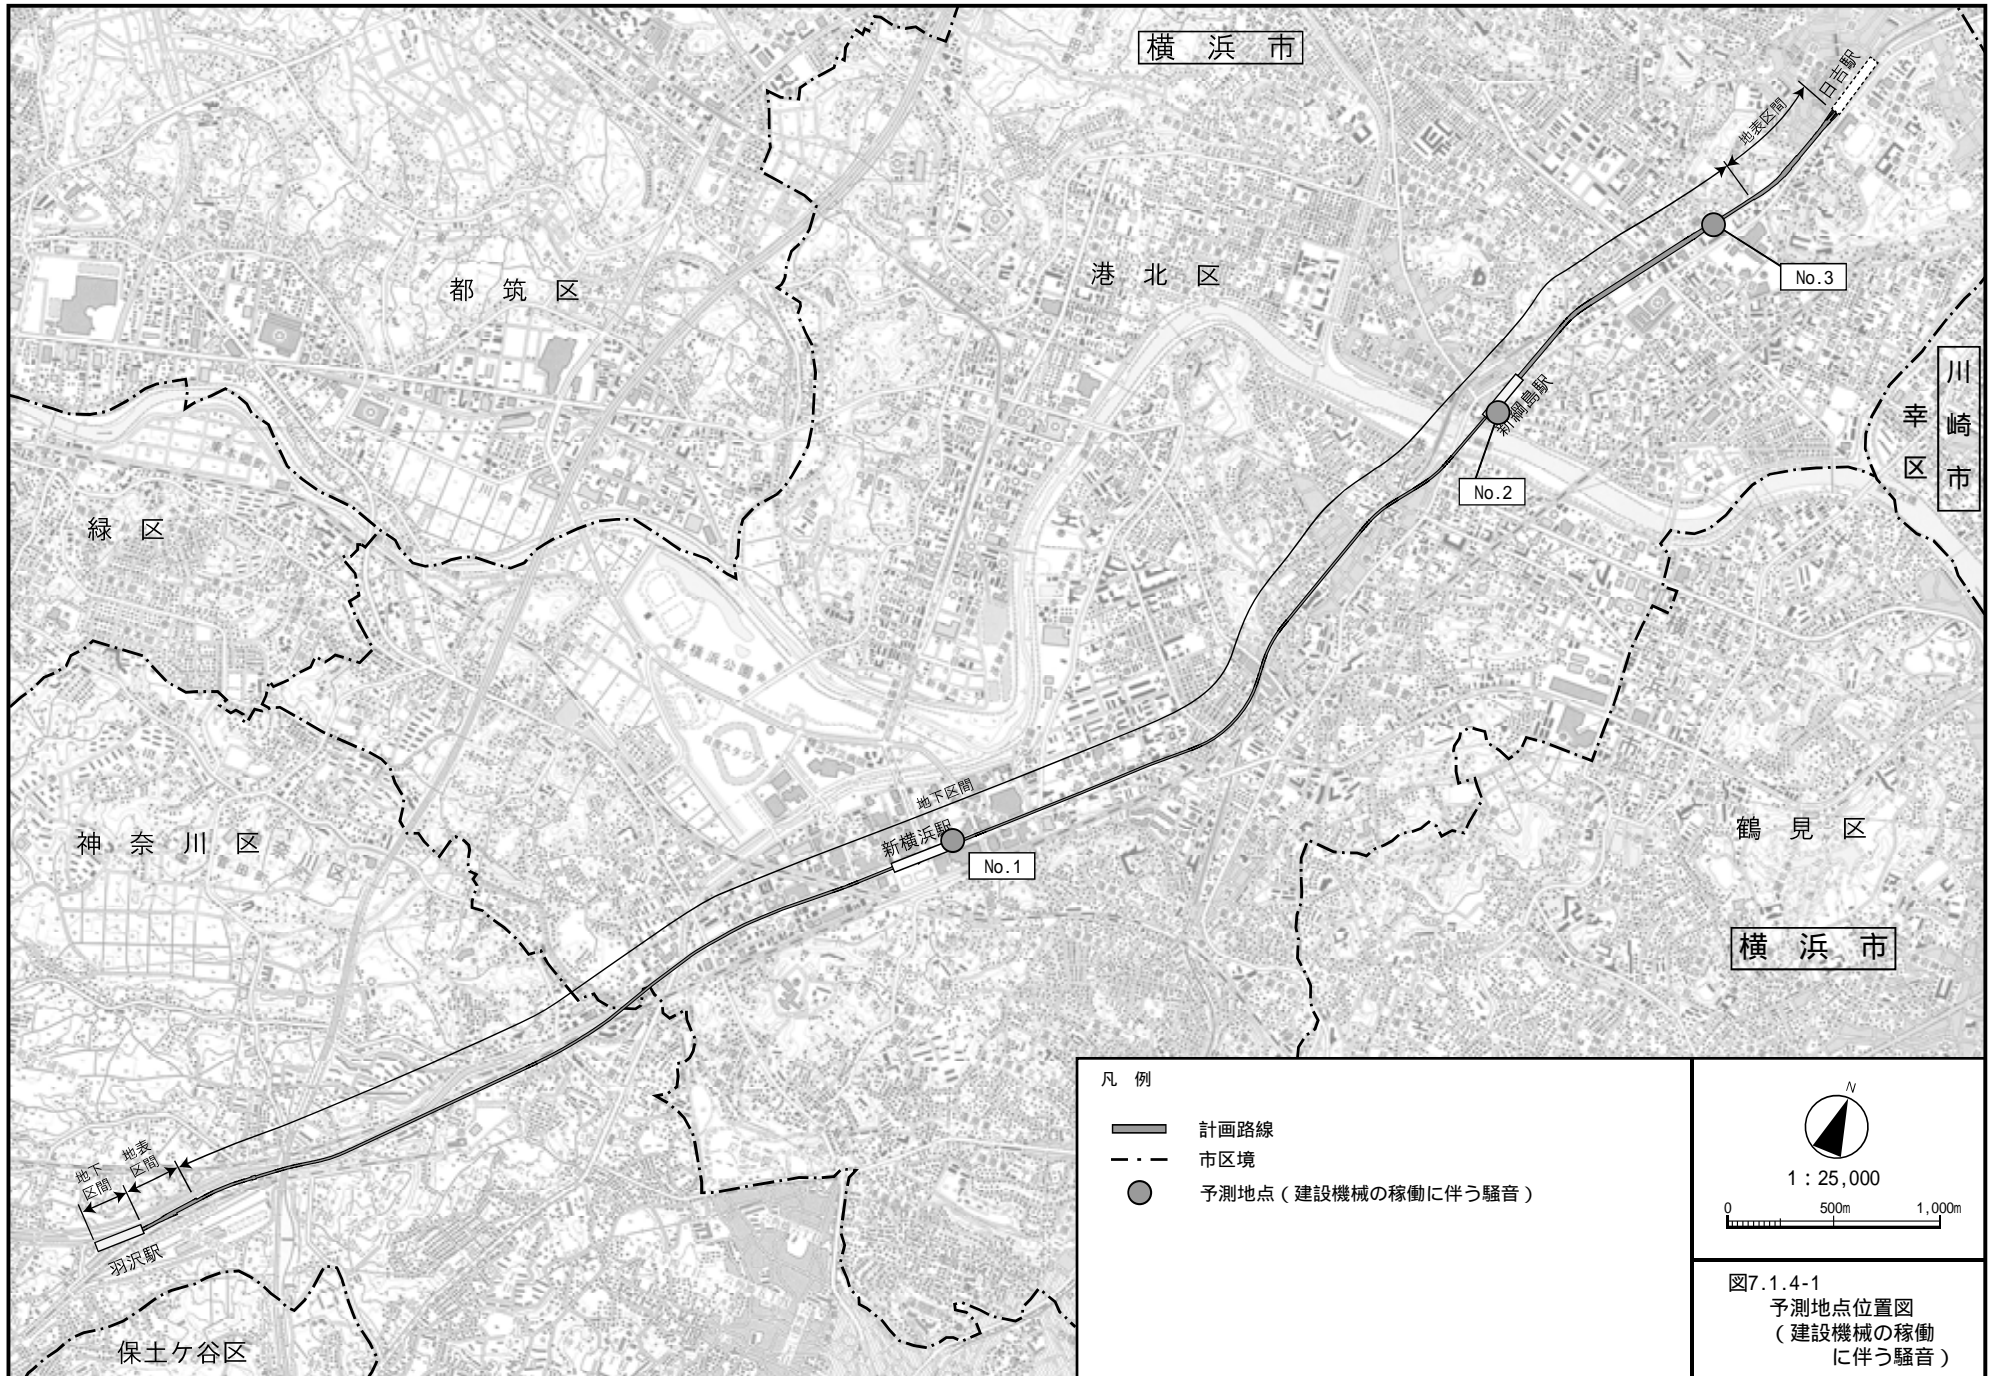 横 浜 市
日吉駅
地表区間
都 筑 区
港 北 区
No.3
川崎市
幸区
新綱島駅
No.2
緑 区
新横浜公園
地下区間
新横浜駅
No.1
神 奈 川 区
鶴 見 区
横 浜 市
地下
区間
地表
区間
羽沢駅
保土ケ谷区
凡 例
計画路線
市区境
予測地点(建設機械の稼働に伴う騒音)
N
1:25,000
0 500m 1,000m
図7.1.4-1
予測地点位置図
(建設機械の稼働
に伴う騒音)